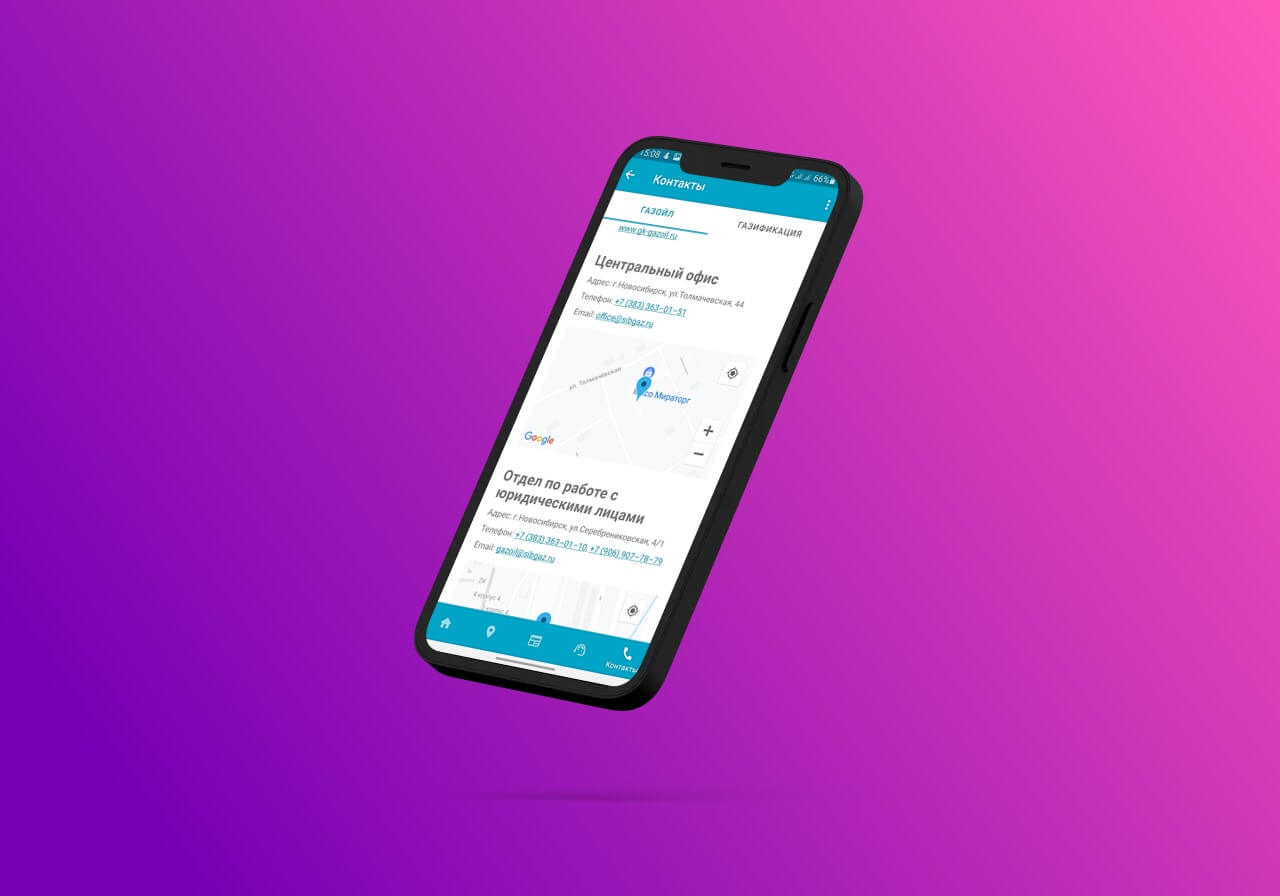 15:08 66%
Контакты
ГАЗОЙЛ ГАЗИФИКАЦИЯ
www.gk-gazoil.ru
Центральный офис
Адрес: г.Новосибирск, ул.Толмачевская, 44
Телефон: +7 (383) 363-01-51
Email: office@sibgaz.ru
ул. Толмачёвская
Мираторг
Google
Отдел по работе с
юридическими лицами
Адрес: г.Новосибирск, ул.Серебрениковская, 4/1
Телефон: +7 (383) 363-01-10, +7 (906) 907-78-79
Email: gazoil@sibgaz.ru
24
4 корпус 4
4 корпус
Контакты